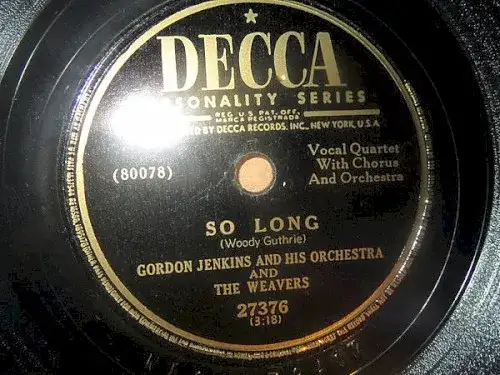 DECCA
SONALITY SERIES
REG. U.S. PAT. OFF.
MARCA REGISTRADA
BY DECCA RECORDS, INC., NEW YORK, U.S.A.
(80078)
Vocal Quartet
With Chorus
And Orchestra
SO LONG
(Woody Guthrie)
GORDON JENKINS AND HIS ORCHESTRA
AND
THE WEAVERS
27376
(3:18)